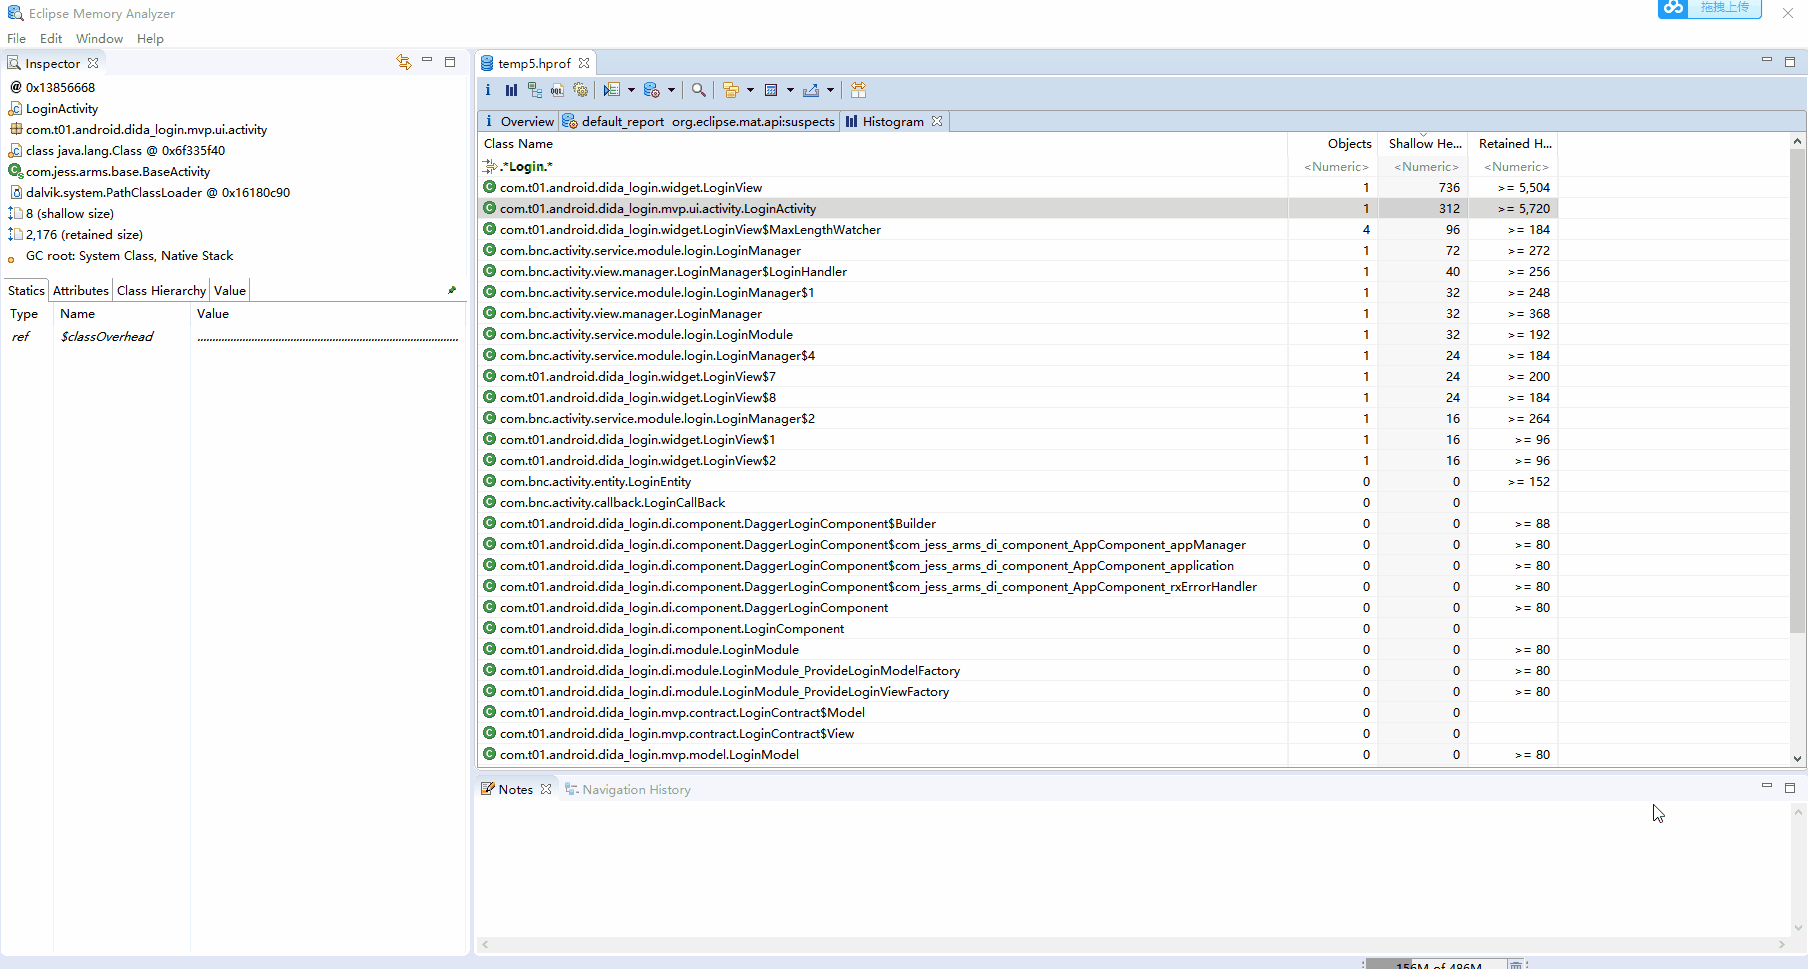 Eclipse Memory Analyzer
拖拽上传
File Edit Window Help
Inspector
@ 0x13856668
LoginActivity
com.t01.android.dida_login.mvp.ui.activity
class java.lang.Class @ 0x6f335f40
com.jess.arms.base.BaseActivity
dalvik.system.PathClassLoader @ 0x16180c90
8 (shallow size)
2,176 (retained size)
GC root: System Class, Native Stack
Statics Attributes Class Hierarchy Value
Type Name Value
ref $classOverhead
temp5.hprof
Overview default_report org.eclipse.mat.api:suspects Histogram
Class Name Objects Shallow He... Retained H...
.*Login.* <Numeric> <Numeric> <Numeric>
com.t01.android.dida_login.widget.LoginView 1 736 >= 5,504
com.t01.android.dida_login.mvp.ui.activity.LoginActivity 1 312 >= 5,720
com.t01.android.dida_login.widget.LoginView$MaxLengthWatcher 4 96 >= 184
com.bnc.activity.service.module.login.LoginManager 1 72 >= 272
com.bnc.activity.view.manager.LoginManager$LoginHandler 1 40 >= 256
com.bnc.activity.service.module.login.LoginManager$1 1 32 >= 248
com.bnc.activity.view.manager.LoginManager 1 32 >= 368
com.bnc.activity.service.module.login.LoginModule 1 32 >= 192
com.bnc.activity.service.module.login.LoginManager$4 1 24 >= 184
com.t01.android.dida_login.widget.LoginView$7 1 24 >= 200
com.t01.android.dida_login.widget.LoginView$8 1 24 >= 184
com.bnc.activity.service.module.login.LoginManager$2 1 16 >= 264
com.t01.android.dida_login.widget.LoginView$1 1 16 >= 96
com.t01.android.dida_login.widget.LoginView$2 1 16 >= 96
com.bnc.activity.entity.LoginEntity 0 0 >= 152
com.bnc.activity.callback.LoginCallBack 0 0
com.t01.android.dida_login.di.component.DaggerLoginComponent$Builder 0 0 >= 88
com.t01.android.dida_login.di.component.DaggerLoginComponent$com_jess_arms_di_component_AppComponent_appManager 0 0 >= 80
com.t01.android.dida_login.di.component.DaggerLoginComponent$com_jess_arms_di_component_AppComponent_application 0 0 >= 80
com.t01.android.dida_login.di.component.DaggerLoginComponent$com_jess_arms_di_component_AppComponent_rxErrorHandler 0 0 >= 80
com.t01.android.dida_login.di.component.DaggerLoginComponent 0 0 >= 80
com.t01.android.dida_login.di.component.LoginComponent 0 0
com.t01.android.dida_login.di.module.LoginModule 0 0 >= 80
com.t01.android.dida_login.di.module.LoginModule_ProvideLoginModelFactory 0 0 >= 80
com.t01.android.dida_login.di.module.LoginModule_ProvideLoginViewFactory 0 0 >= 80
com.t01.android.dida_login.mvp.contract.LoginContract$Model 0 0
com.t01.android.dida_login.mvp.contract.LoginContract$View 0 0
com.t01.android.dida_login.mvp.model.LoginModel 0 0 >= 80
Notes Navigation History
156M of 486M